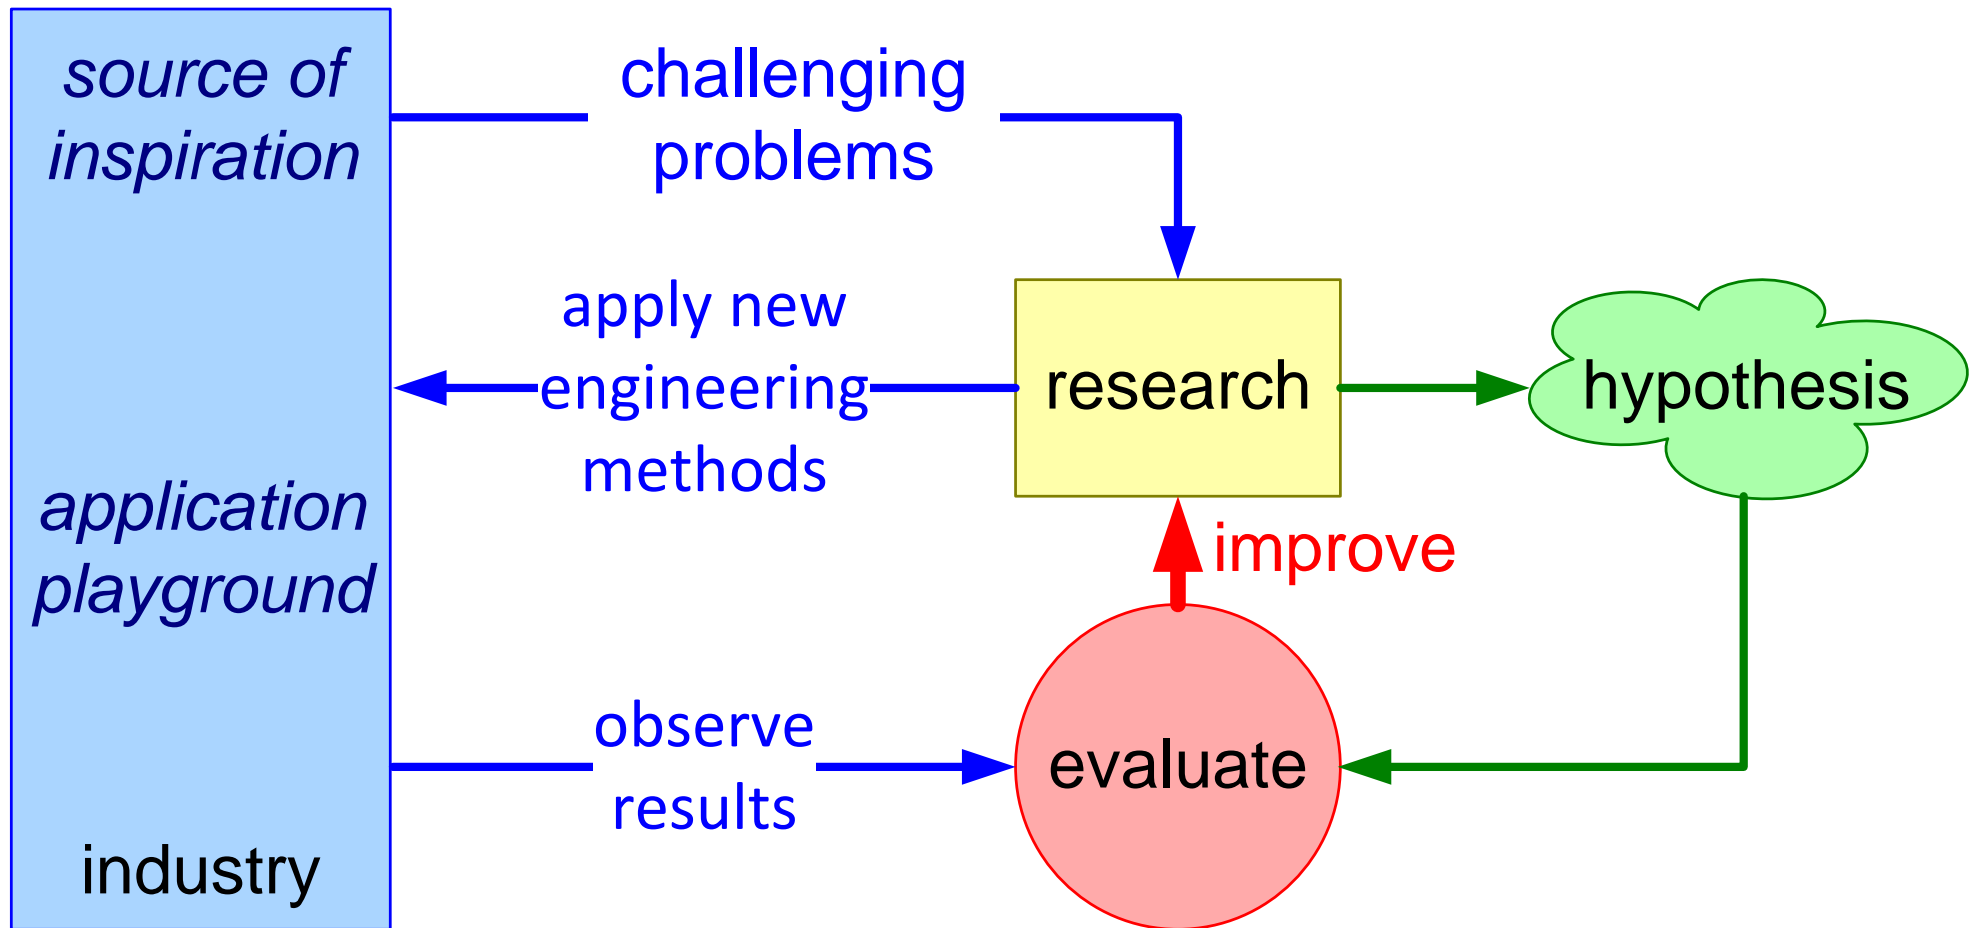 source of
inspiration
challenging
problems
apply new
engineering
methods
research
hypothesis
application
playground
improve
observe
results
evaluate
industry